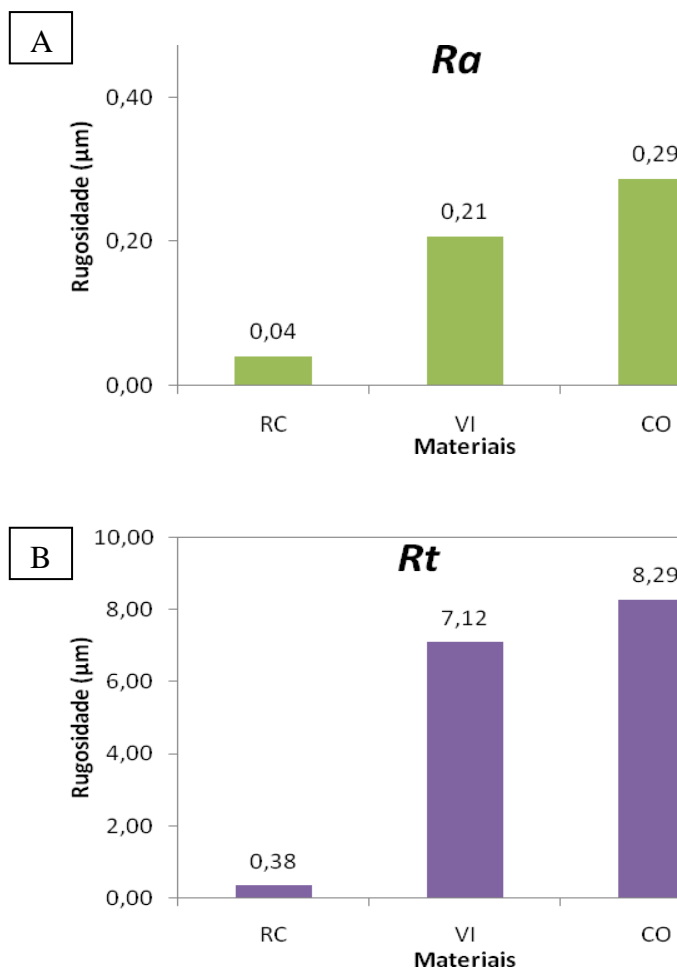 A
Ra
Rugosidade (µm)
0,40
0,20
0,00
0,04
0,21
0,29
RC VI CO
Materiais
B
Rt
Rugosidade (µm)
10,00
8,00
6,00
4,00
2,00
0,00
0,38
7,12
8,29
RC VI CO
Materiais